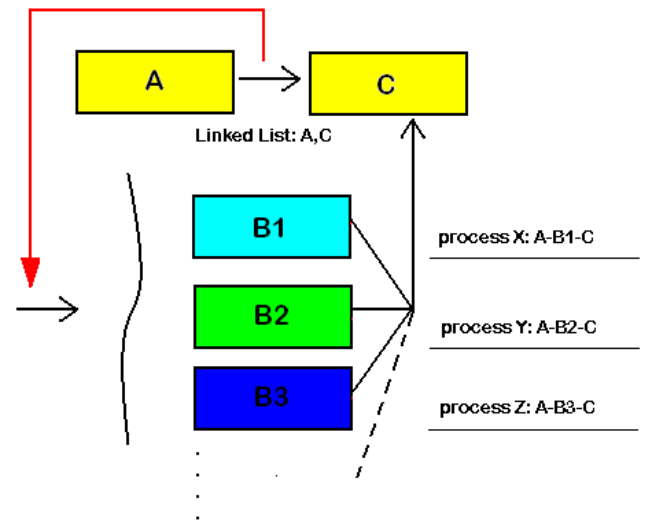 A
C
Linked List: A,C
B1
process X: A-B1-C
B2
process Y: A-B2-C
B3
process Z: A-B3-C